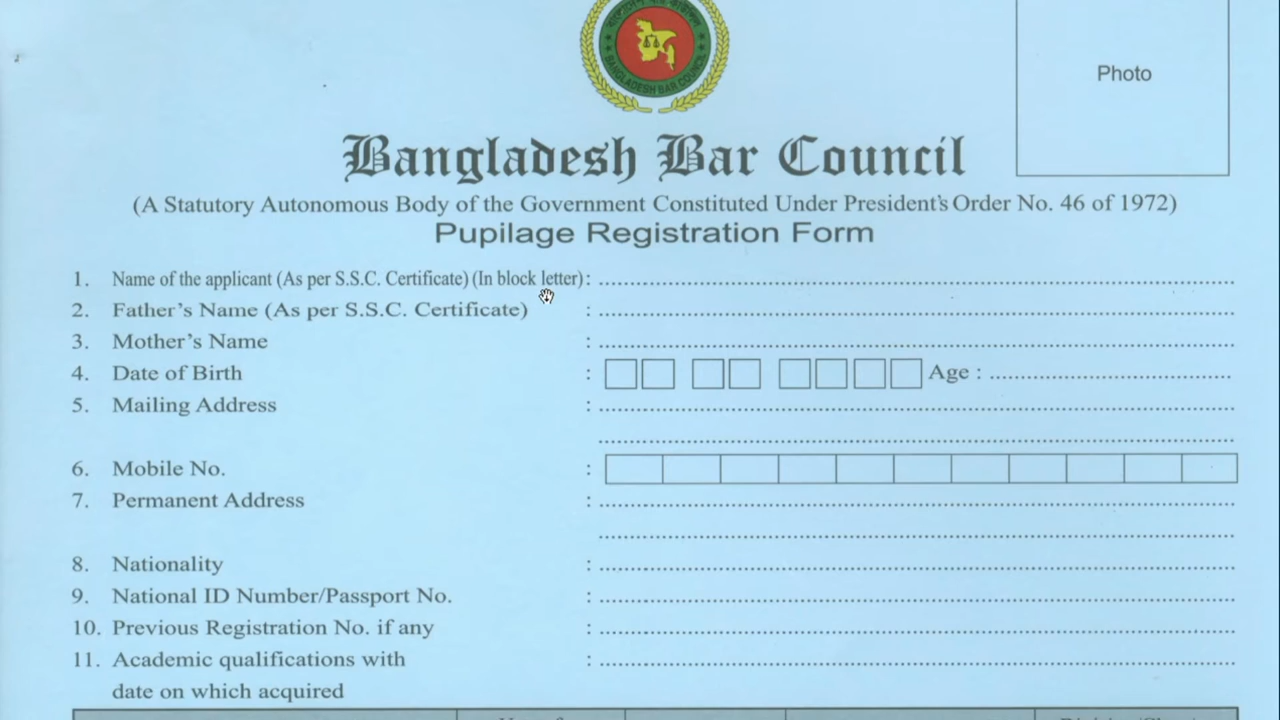 BANGLADESH BAR COUNCIL
Photo
Bangladesh Bar Council
(A Statutory Autonomous Body of the Government Constituted Under President's Order No. 46 of 1972)
Pupilage Registration Form
1. Name of the applicant (As per S.S.C. Certificate) (In block letter) :
2. Father's Name (As per S.S.C. Certificate) :
3. Mother's Name :
4. Date of Birth : Age :
5. Mailing Address :
6. Mobile No. :
7. Permanent Address :
8. Nationality :
9. National ID Number/Passport No. :
10. Previous Registration No. if any :
11. Academic qualifications with :
date on which acquired